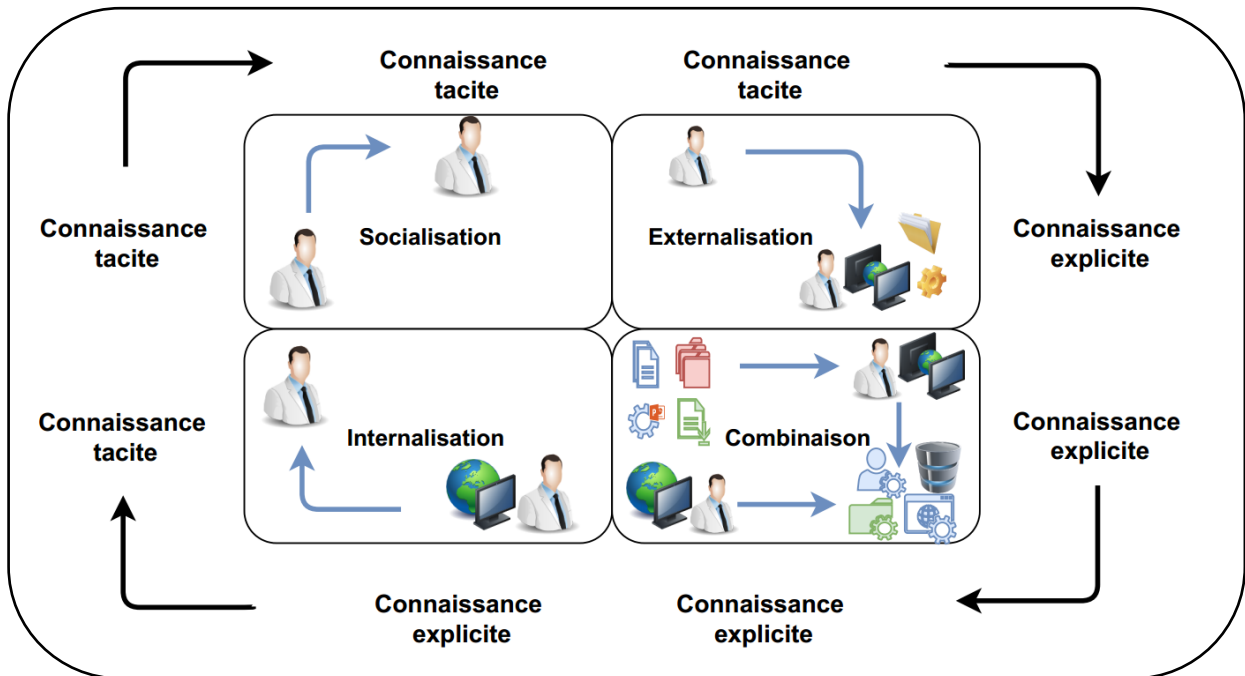 Connaissance
tacite
Connaissance
tacite
Connaissance
tacite
Connaissance
explicite
Socialisation
Externalisation
Connaissance
tacite
Connaissance
explicite
Internalisation
Combinaison
P
Connaissance
explicite
Connaissance
explicite